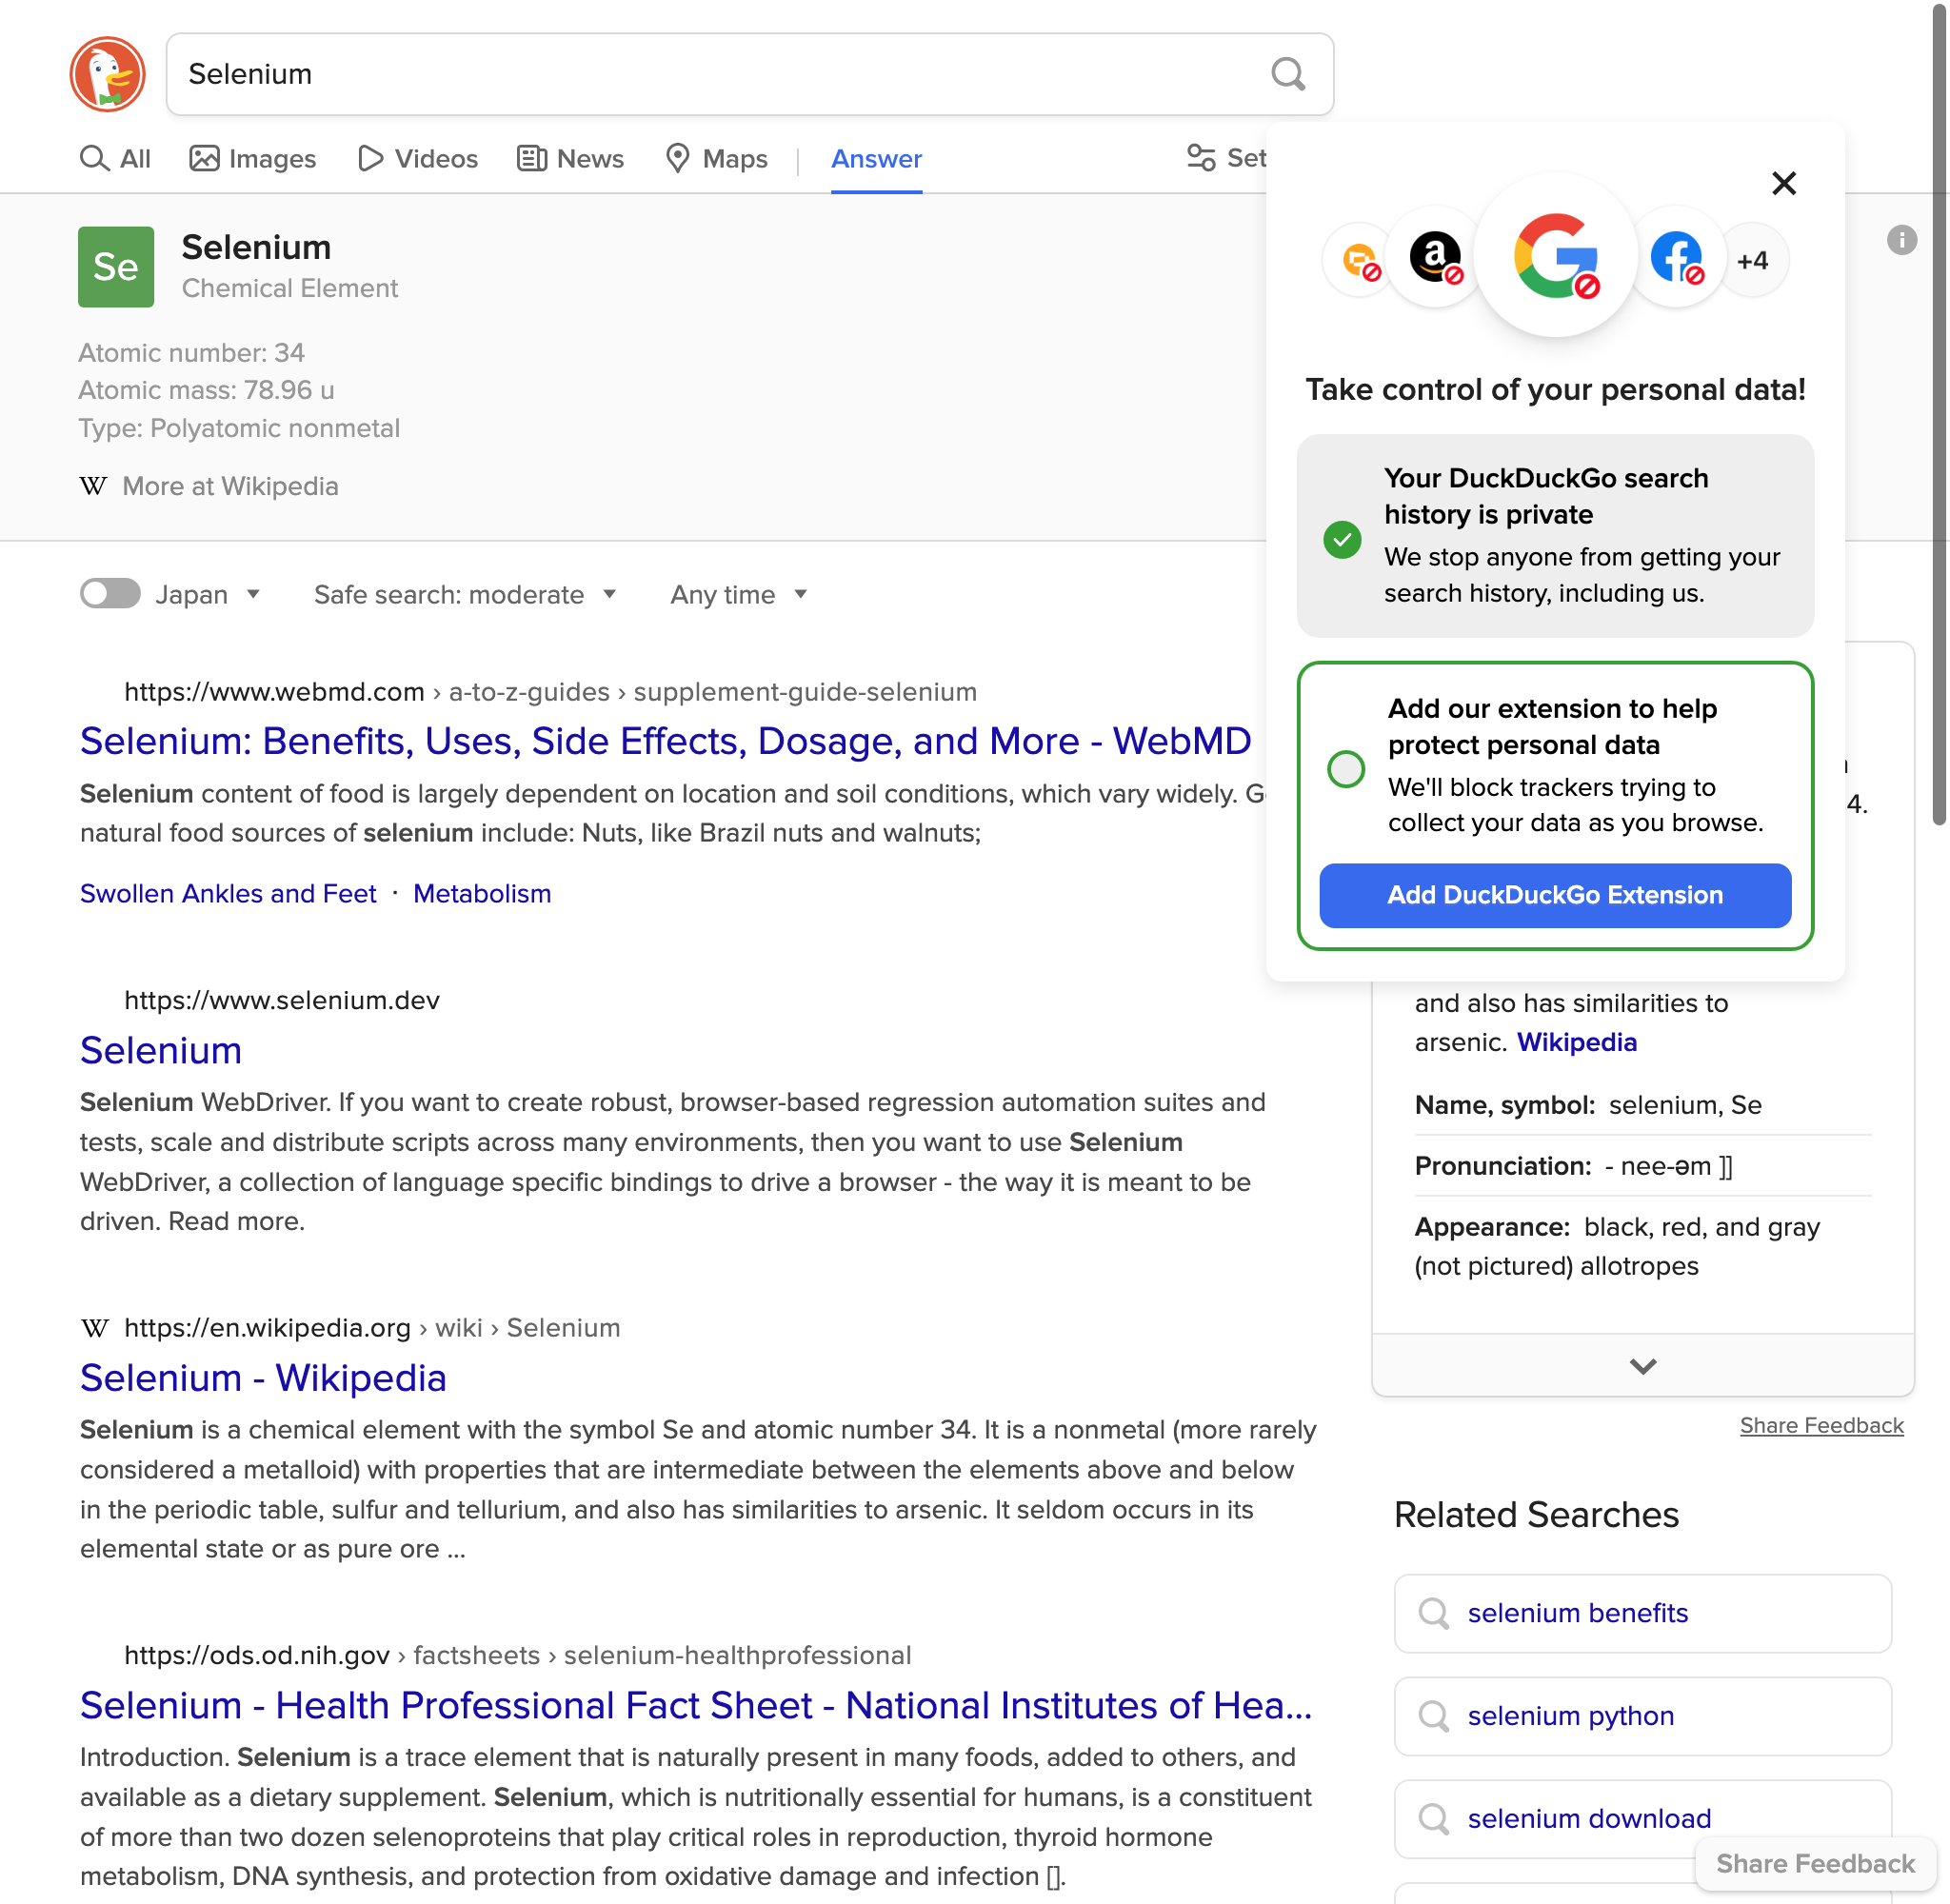 Selenium
All Images Videos News Maps Answer Set
Se
Selenium
Chemical Element
Atomic number: 34
Atomic mass: 78.96 u
Type: Polyatomic nonmetal
W More at Wikipedia
Japan Safe search: moderate Any time
https://www.webmd.com › a-to-z-guides › supplement-guide-selenium
Selenium: Benefits, Uses, Side Effects, Dosage, and More - WebMD
Selenium content of food is largely dependent on location and soil conditions, which vary widely.
natural food sources of selenium include: Nuts, like Brazil nuts and walnuts;
Swollen Ankles and Feet · Metabolism
https://www.selenium.dev
Selenium
Selenium WebDriver. If you want to create robust, browser-based regression automation suites and
tests, scale and distribute scripts across many environments, then you want to use Selenium
WebDriver, a collection of language specific bindings to drive a browser - the way it is meant to be
driven. Read more.
W https://en.wikipedia.org › wiki › Selenium
Selenium - Wikipedia
Selenium is a chemical element with the symbol Se and atomic number 34. It is a nonmetal (more rarely
considered a metalloid) with properties that are intermediate between the elements above and below
in the periodic table, sulfur and tellurium, and also has similarities to arsenic. It seldom occurs in its
elemental state or as pure ore ...
https://ods.od.nih.gov › factsheets › selenium-healthprofessional
Selenium - Health Professional Fact Sheet - National Institutes of Hea...
Introduction. Selenium is a trace element that is naturally present in many foods, added to others, and
available as a dietary supplement. Selenium, which is nutritionally essential for humans, is a constituent
of more than two dozen selenoproteins that play critical roles in reproduction, thyroid hormone
metabolism, DNA synthesis, and protection from oxidative damage and infection [].
+4
Take control of your personal data!
Your DuckDuckGo search
history is private
We stop anyone from getting your
search history, including us.
Add our extension to help
protect personal data
We'll block trackers trying to
collect your data as you browse.
Add DuckDuckGo Extension
4.
and also has similarities to
arsenic. Wikipedia
Name, symbol: selenium, Se
Pronunciation: - nee-əm ]]
Appearance: black, red, and gray
(not pictured) allotropes
Share Feedback
Related Searches
selenium benefits
selenium python
selenium download
Share Feedback